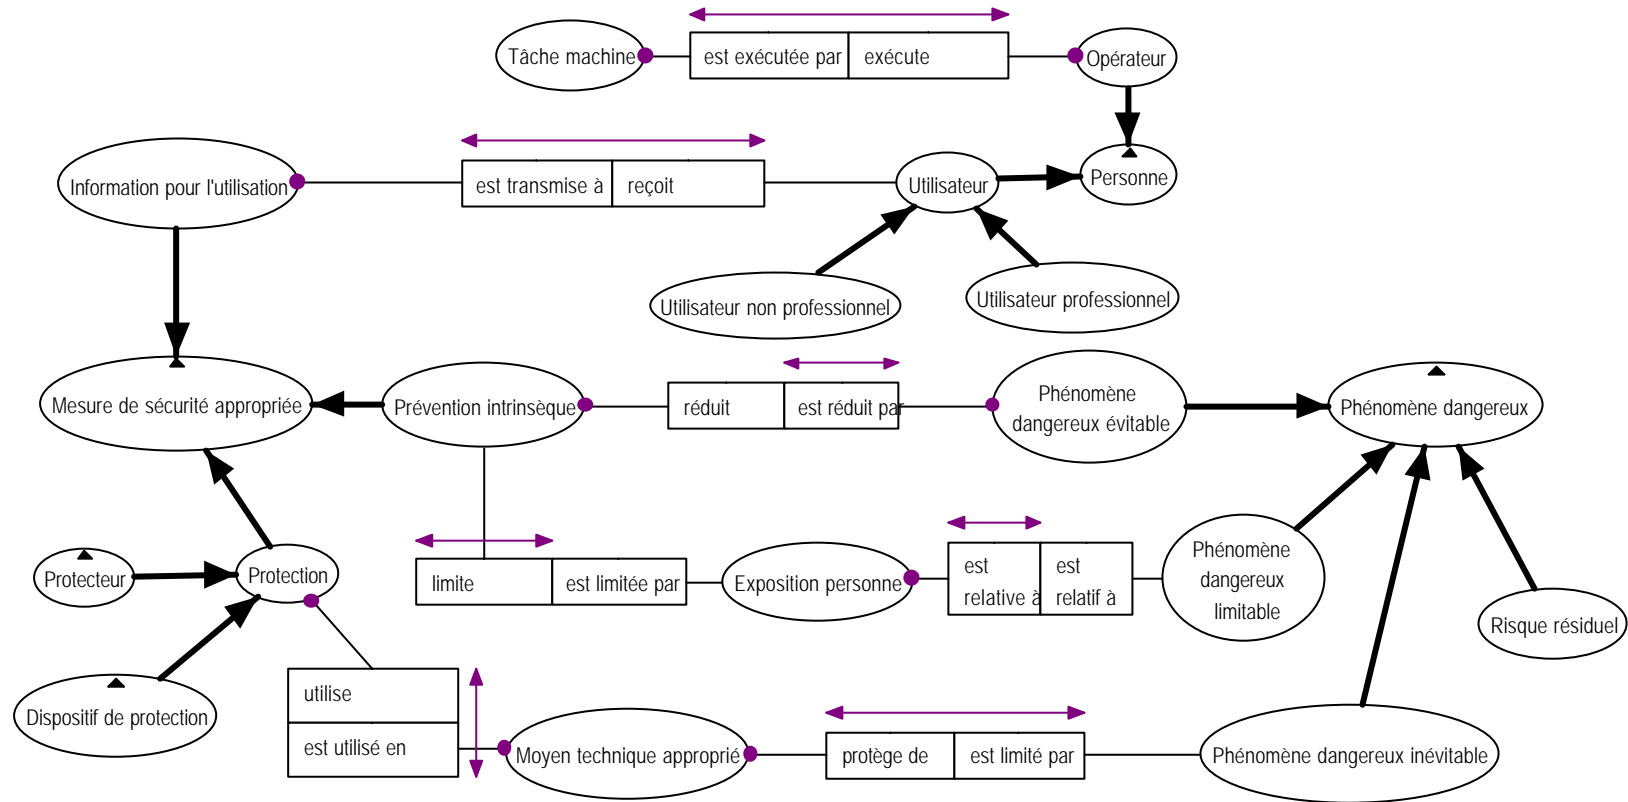 Tâche machine
est exécutée par
exécute
Opérateur
Information pour l'utilisation
est transmise à
reçoit
Utilisateur
Personne
Utilisateur non professionnel
Utilisateur professionnel
Mesure de sécurité appropriée
Prévention intrinsèque
réduit
est réduit par
Phénomène
dangereux évitable
Phénomène dangereux
Protecteur
Protection
limite
est limitée par
Exposition personne
est
relative à
est
relatif à
Phénomène
dangereux
limitable
Risque résiduel
Dispositif de protection
utilise
est utilisé en
Moyen technique approprié
protège de
est limité par
Phénomène dangereux inévitable